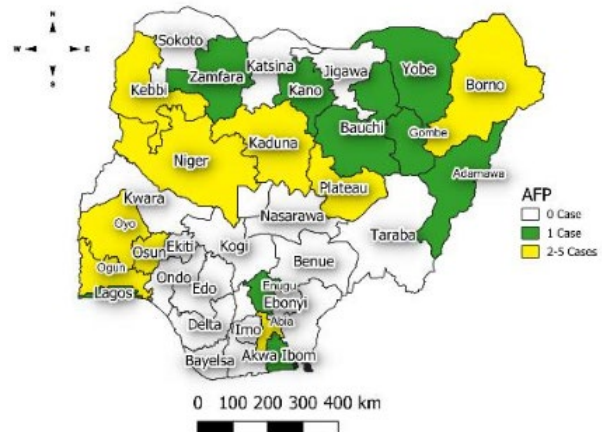 N
W E
S
Sokoto
Zamfara
Katsina
Jigawa
Kano
Yobe
Borno
Kebbi
Bauchi
Gombe
Kaduna
Niger
Adamawa
Plateau
Kwara
Nasarawa
Taraba
Oyo
Kogi
Ekiti
Osun
Benue
Ogun
Ondo
Edo
Enugu
Ebonyi
Lagos
Delta
Imo
Abia
Bayelsa
Akwa Ibom
AFP
0 Case
1 Case
2-5 Cases
0 100 200 300 400 km